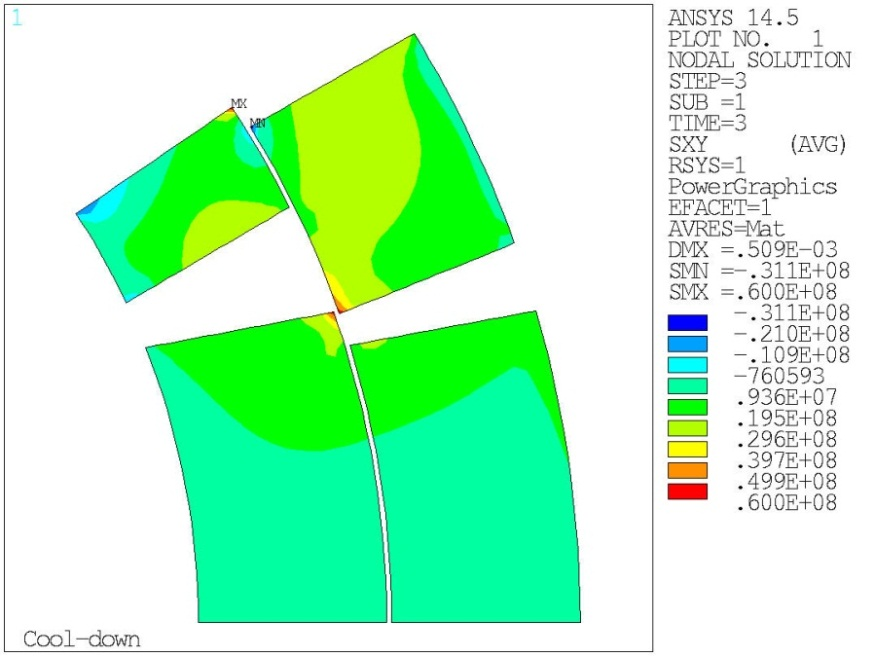 1
ANSYS 14.5
PLOT NO. 1
NODAL SOLUTION
STEP=3
SUB =1
TIME=3
SXY (AVG)
RSYS=1
PowerGraphics
EFACET=1
AVRES=Mat
DMX =.509E-03
SMN =-.311E+08
SMX =.600E+08
-.311E+08
-.210E+08
-.109E+08
-760593
.936E+07
.195E+08
.296E+08
.397E+08
.499E+08
.600E+08
MX
MN
Cool-down